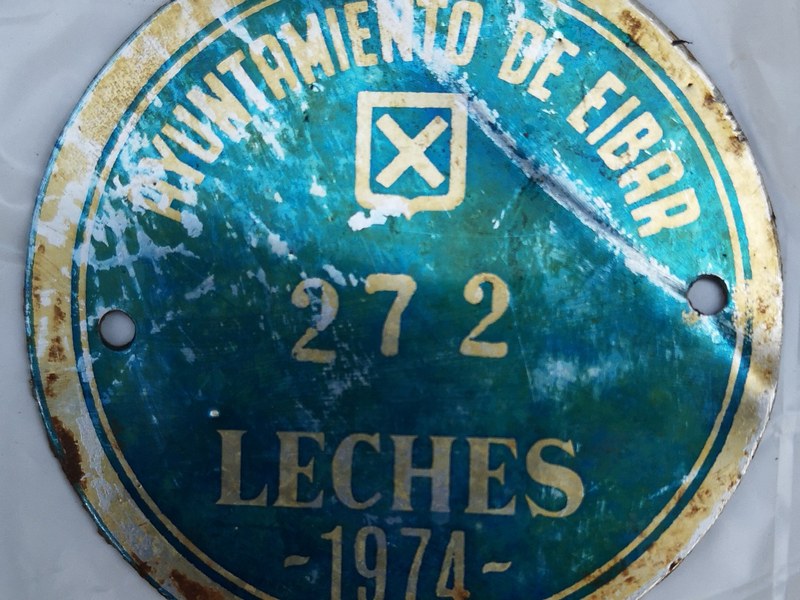 AYUNTAMIENTO DE EIBAR
272
LECHES
-1974-